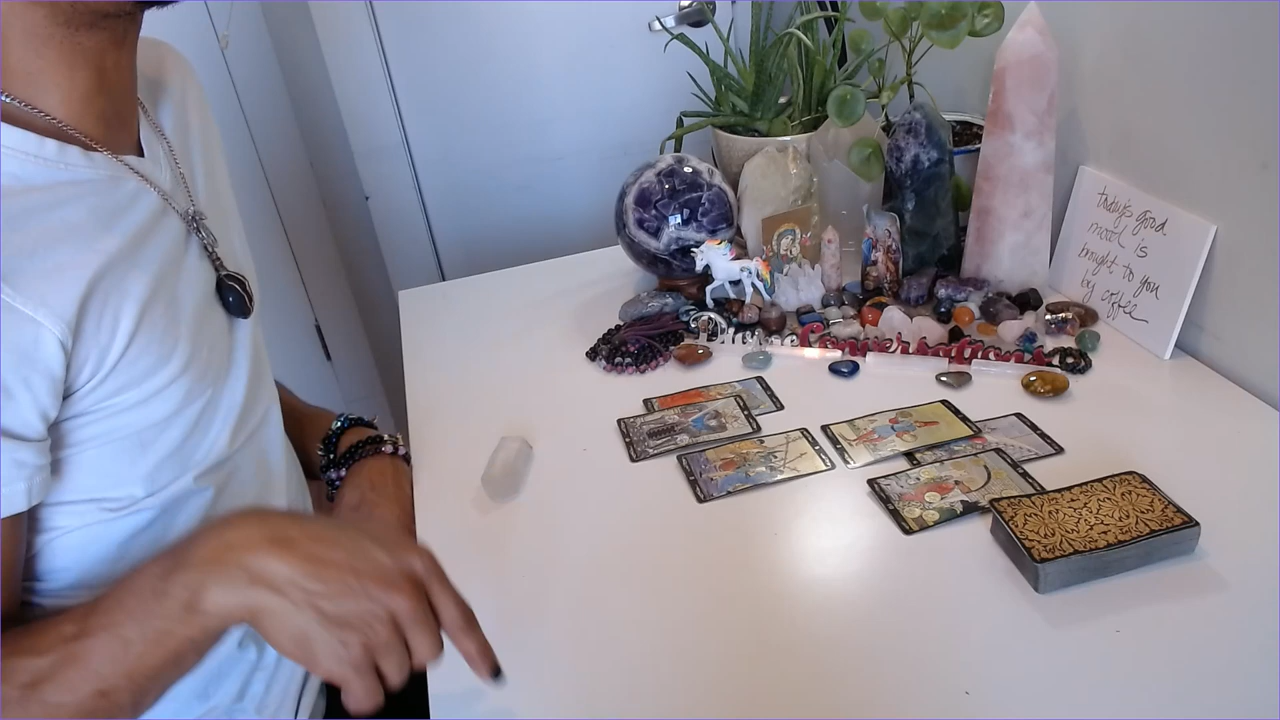 today's good
mood is
brought to you
by coffee
Divine Conversations